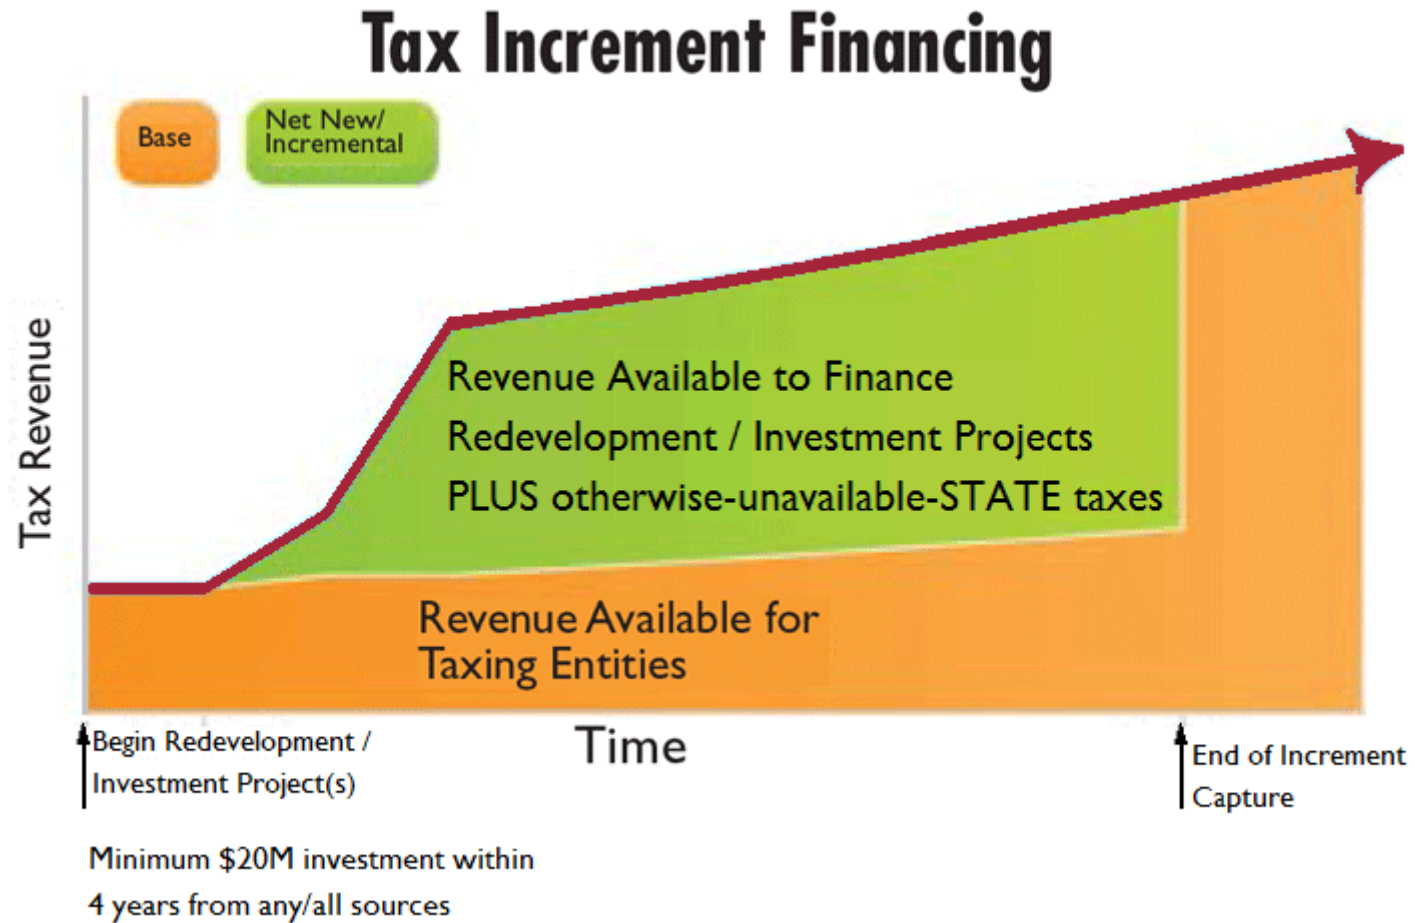 Tax Increment Financing
Base
Net New/
Incremental
Tax Revenue
Revenue Available to Finance
Redevelopment / Investment Projects
PLUS otherwise-unavailable-STATE taxes
Revenue Available for
Taxing Entities
Time
Begin Redevelopment /
Investment Project(s)
End of Increment
Capture
Minimum $20M investment within
4 years from any/all sources